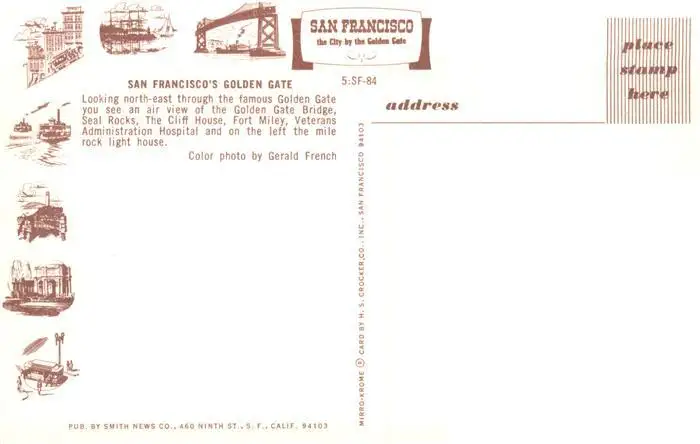 SAN FRANCISCO
the City by the Golden Gate
SAN FRANCISCO'S GOLDEN GATE
5:SF-84
Looking north-east through the famous Golden Gate
you see an air view of the Golden Gate Bridge,
Seal Rocks, The Cliff House, Fort Miley, Veterans
Administration Hospital and on the left the mile
rock light house.
Color photo by Gerald French
address
place
stamp
here
MIRRO-KROME ® CARD BY H. S. CROCKER CO., INC., SAN FRANCISCO 94103
PUB. BY SMITH NEWS CO., 460 NINTH ST., S. F., CALIF. 94103